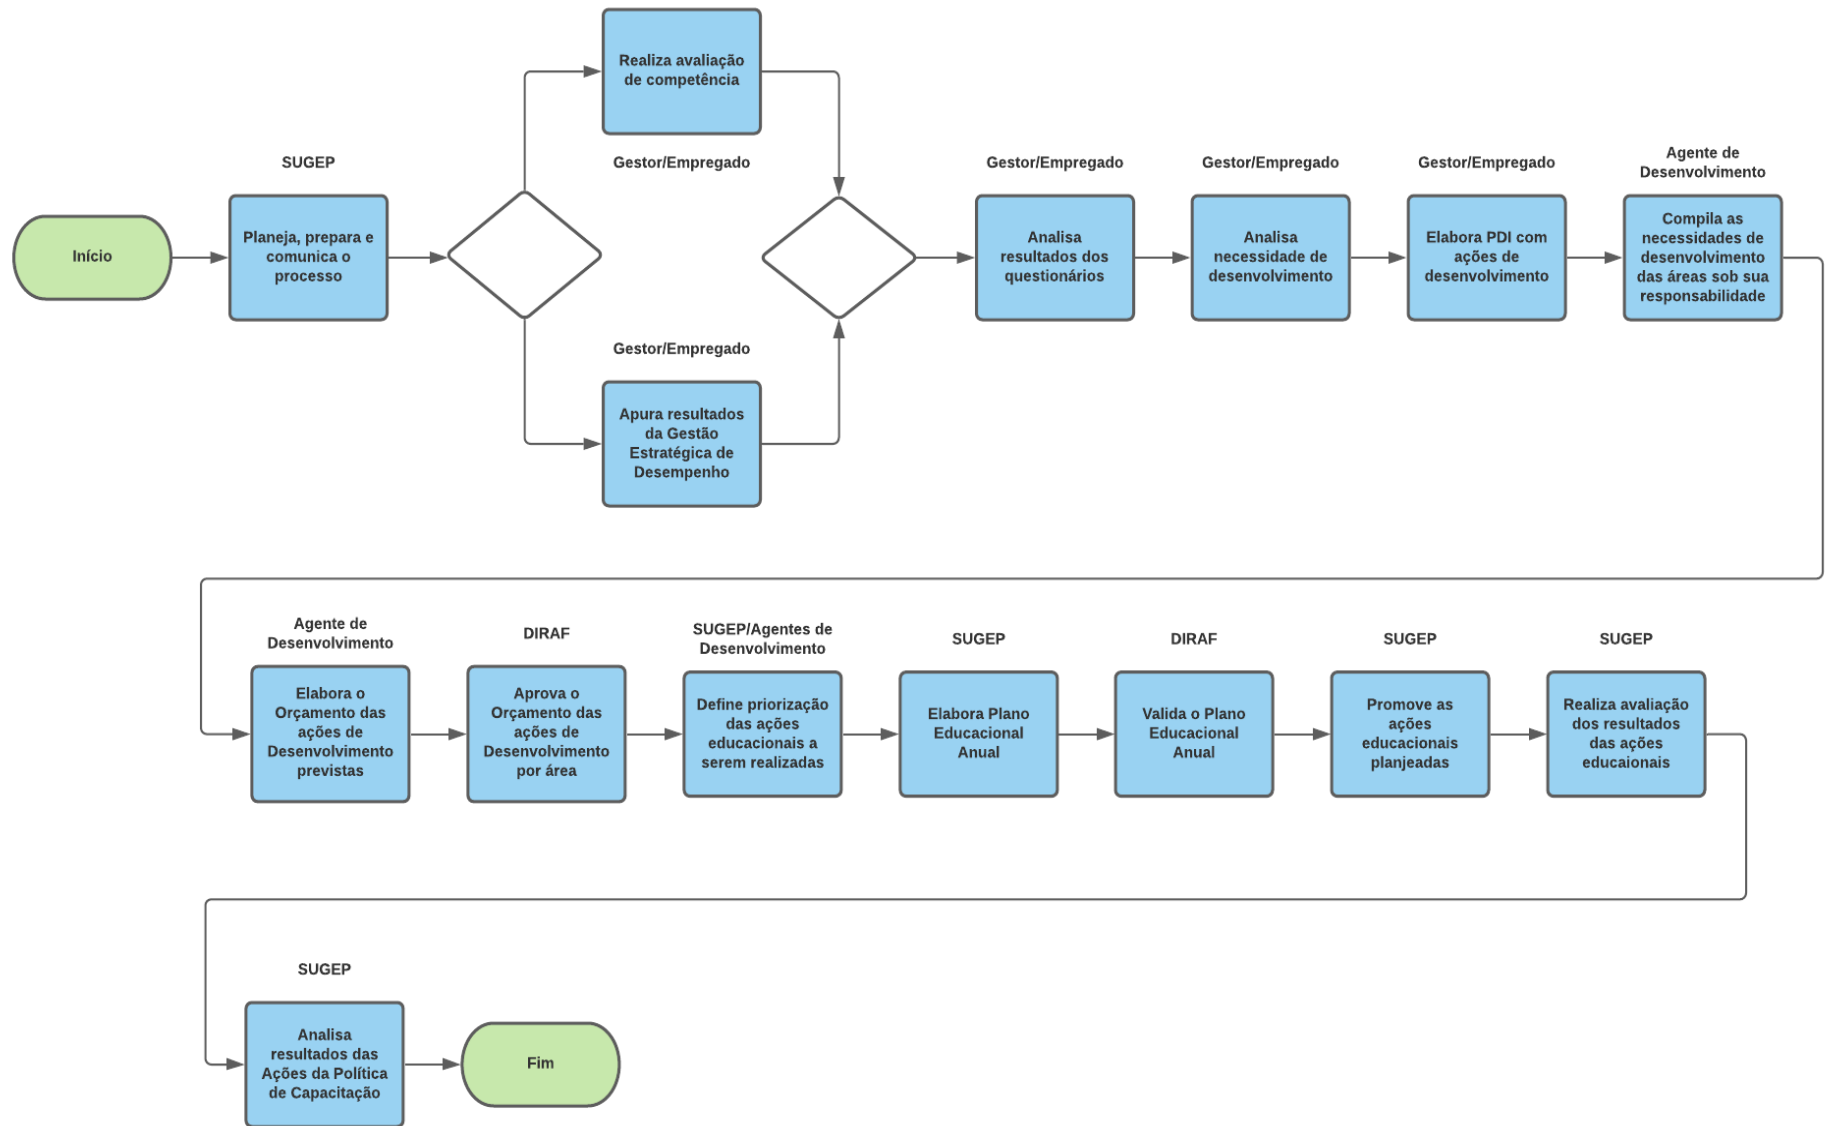 Início
SUGEP
Planeja, prepara e
comunica o
processo
Realiza avaliação
de competência
Gestor/Empregado
Gestor/Empregado
Apura resultados
da Gestão
Estratégica de
Desempenho
Gestor/Empregado
Analisa
resultados dos
questionários
Gestor/Empregado
Analisa
necessidade de
desenvolvimento
Gestor/Empregado
Elabora PDI com
ações de
desenvolvimento
Agente de
Desenvolvimento
Compila as
necessidades de
desenvolvimento
das áreas sob sua
responsabilidade
Agente de
Desenvolvimento
Elabora o
Orçamento das
ações de
Desenvolvimento
previstas
DIRAF
Aprova o
Orçamento das
ações de
Desenvolvimento
por área
SUGEP/Agentes de
Desenvolvimento
Define priorização
das ações
educacionais a
serem realizadas
SUGEP
Elabora Plano
Educacional
Anual
DIRAF
Valida o Plano
Educacional
Anual
SUGEP
Promove as
ações
educacionais
planjeadas
SUGEP
Realiza avaliação
dos resultados
das ações
educaionais
SUGEP
Analisa
resultados das
Ações da Política
de Capacitação
Fim